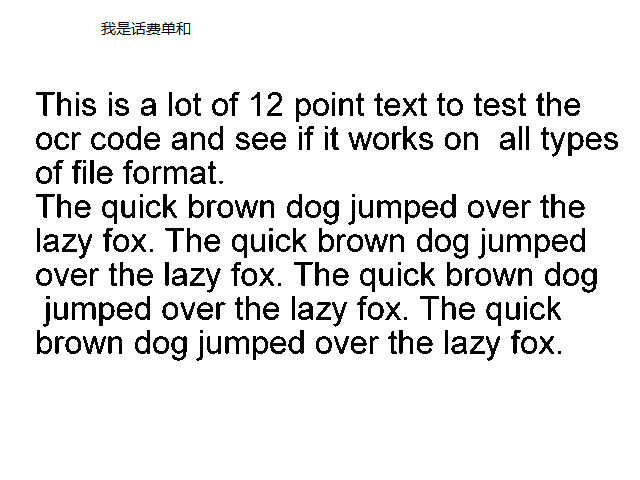 我是话费单和
This is a lot of 12 point text to test the
ocr code and see if it works on  all types
of file format.
The quick brown dog jumped over the
lazy fox. The quick brown dog jumped
over the lazy fox. The quick brown dog
 jumped over the lazy fox. The quick
brown dog jumped over the lazy fox.